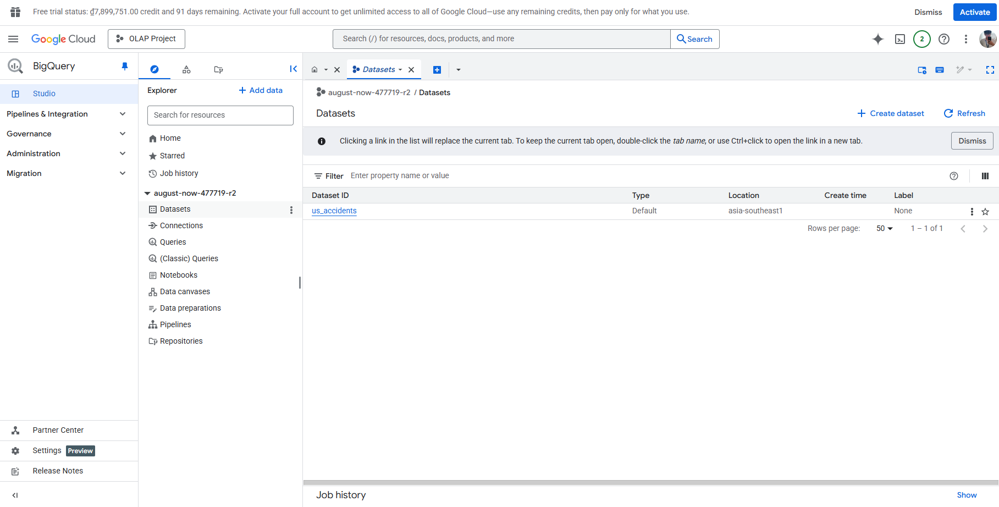 Free trial status: ₫7,899,751.00 credit and 91 days remaining. Activate your full account to get unlimited access to all of Google Cloud—use any remaining credits, then pay only for what you use.
Dismiss
Activate
Google Cloud
OLAP Project
Search (/) for resources, docs, products, and more
Search
2
BigQuery
Studio
Pipelines & Integration
Governance
Administration
Migration
Partner Center
Settings Preview
Release Notes
Explorer
Add data
Search for resources
Home
Starred
Job history
august-now-477719-r2
Datasets
Connections
Queries
(Classic) Queries
Notebooks
Data canvases
Data preparations
Pipelines
Repositories
Datasets
august-now-477719-r2 / Datasets
Datasets
Create dataset
Refresh
Clicking a link in the list will replace the current tab. To keep the current tab open, double-click the tab name, or use Ctrl+click to open the link in a new tab.
Dismiss
Filter Enter property name or value
Dataset ID Type Location Create time Label
us_accidents Default asia-southeast1 None
Rows per page: 50 1 – 1 of 1
Job history
Show